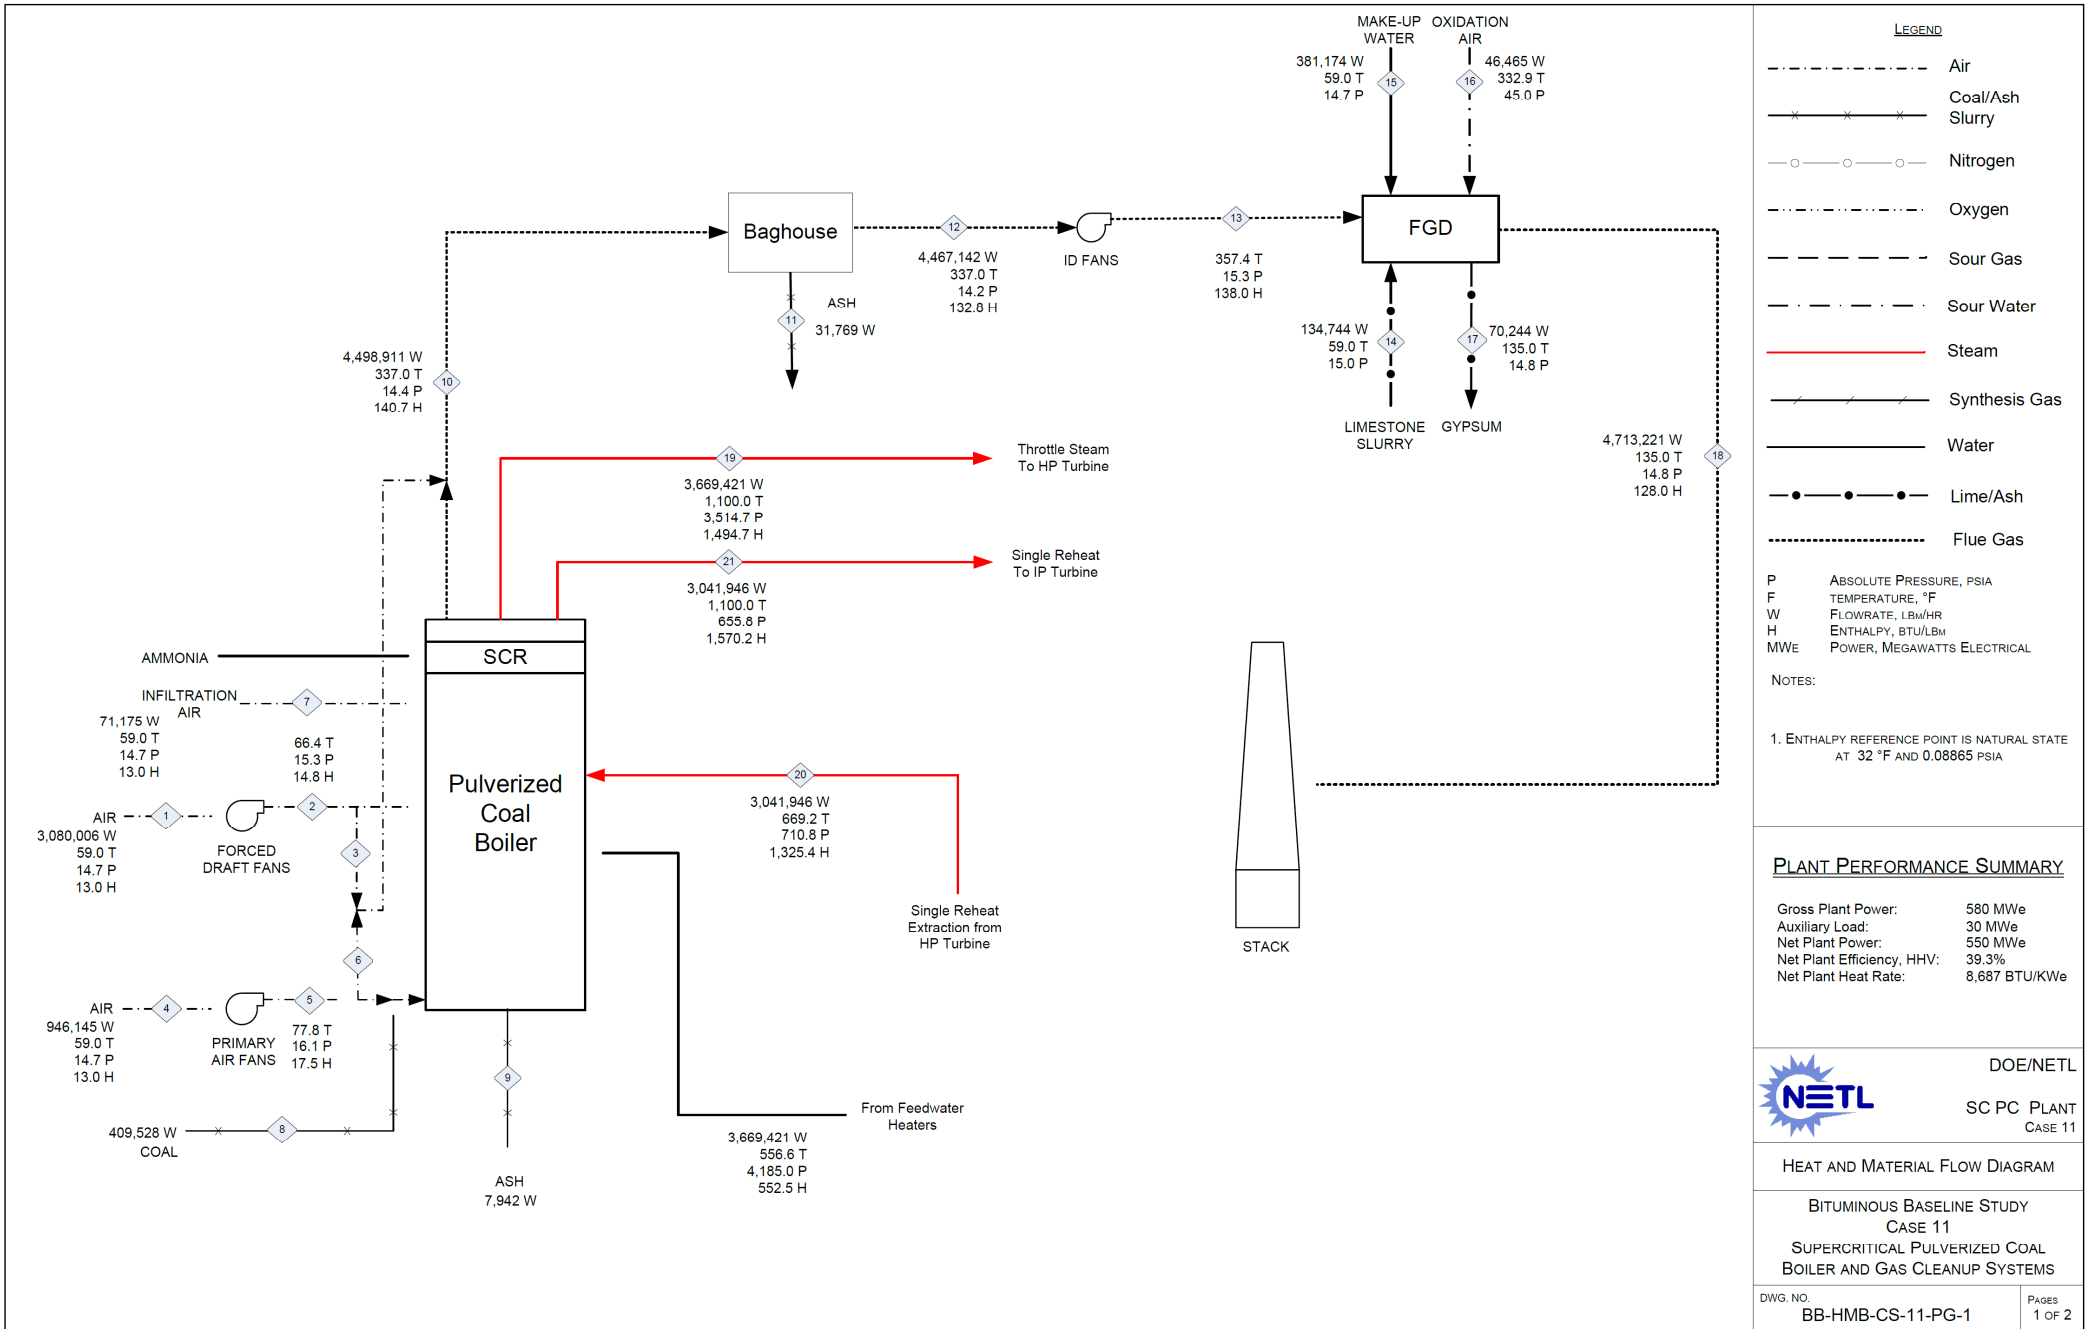 MAKE-UP
WATER
OXIDATION
AIR
381,174 W
59.0 T
14.7 P
15
16
46,465 W
332.9 T
45.0 P
Baghouse
12
4,467,142 W
337.0 T
14.2 P
132.8 H
ID FANS
13
357.4 T
15.3 P
138.0 H
FGD
ASH
11
31,769 W
134,744 W
59.0 T
15.0 P
14
17
70,244 W
135.0 T
14.8 P
LIMESTONE
SLURRY
GYPSUM
4,498,911 W
337.0 T
14.4 P
140.7 H
10
4,713,221 W
135.0 T
14.8 P
128.0 H
18
19
Throttle Steam
To HP Turbine
3,669,421 W
1,100.0 T
3,514.7 P
1,494.7 H
21
Single Reheat
To IP Turbine
3,041,946 W
1,100.0 T
655.8 P
1,570.2 H
SCR
AMMONIA
INFILTRATION
AIR
7
71,175 W
59.0 T
14.7 P
13.0 H
66.4 T
15.3 P
14.8 H
Pulverized
Coal
Boiler
20
3,041,946 W
669.2 T
710.8 P
1,325.4 H
AIR
1
2
3,080,006 W
59.0 T
14.7 P
13.0 H
FORCED
DRAFT FANS
3
Single Reheat
Extraction from
HP Turbine
STACK
6
AIR
4
5
946,145 W
59.0 T
14.7 P
13.0 H
PRIMARY
AIR FANS
77.8 T
16.1 P
17.5 H
9
409,528 W
COAL
8
From Feedwater
Heaters
3,669,421 W
556.6 T
4,185.0 P
552.5 H
ASH
7,942 W
LEGEND
Air
Coal/Ash
Slurry
Nitrogen
Oxygen
Sour Gas
Sour Water
Steam
Synthesis Gas
Water
Lime/Ash
Flue Gas
P ABSOLUTE PRESSURE, PSIA
F TEMPERATURE, °F
W FLOWRATE, LBM/HR
H ENTHALPY, BTU/LBM
MWE POWER, MEGAWATTS ELECTRICAL
NOTES:
1. ENTHALPY REFERENCE POINT IS NATURAL STATE
AT 32 °F AND 0.08865 PSIA
PLANT PERFORMANCE SUMMARY
Gross Plant Power: 580 MWe
Auxiliary Load: 30 MWe
Net Plant Power: 550 MWe
Net Plant Efficiency, HHV: 39.3%
Net Plant Heat Rate: 8,687 BTU/KWe
NETL
DOE/NETL
SC PC PLANT
CASE 11
HEAT AND MATERIAL FLOW DIAGRAM
BITUMINOUS BASELINE STUDY
CASE 11
SUPERCRITICAL PULVERIZED COAL
BOILER AND GAS CLEANUP SYSTEMS
DWG. NO.
BB-HMB-CS-11-PG-1
PAGES
1 OF 2